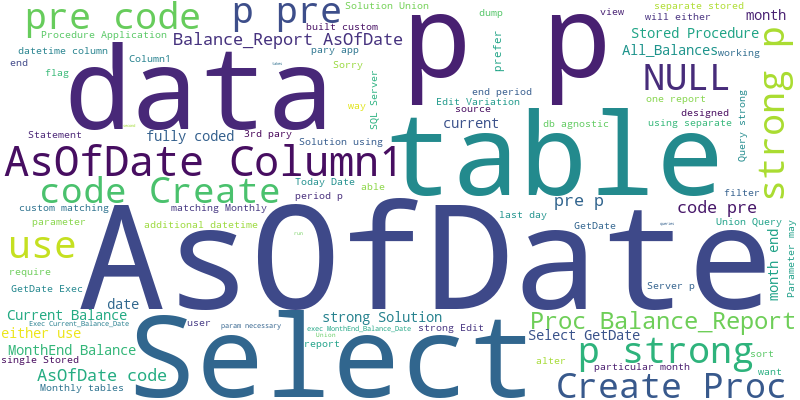 pre code
p pre
built custom
Solution Union
dump
view
separate stored
Procedure Application
will either
month
p p
strong p
datetime column
Balance_Report AsOfDate
Stored Procedure
end
Column1
pary app
prefer
All_Balances
working
data
flag
Sorry
SQL Server
end period
NULL
way
Edit Variation
one report
source
designed
Statement
fully coded
3rd pary
current
table
db agnostic
using separate
Query strong
Solution using
AsOfDate Column1
Today Date
able
filter
code Create
period p
pre p
code pre
custom matching
matching Monthly
AsOfDate
last day
Union Query
parameter
additional datetime
GetDate
use
run
queries
month end
Parameter may
require
Server p
GetDate Exec
date
Current Balance
Select
strong Solution
Proc Balance_Report
Exec Current_Balance_Date
user
param necessary
exec MonthEnd_Balance_Date
strong Edit
Select GetDate
either use
Union
report
MonthEnd Balance
p strong
sort
single Stored
alter
particular month
want
AsOfDate code
Create Proc
Monthly tables